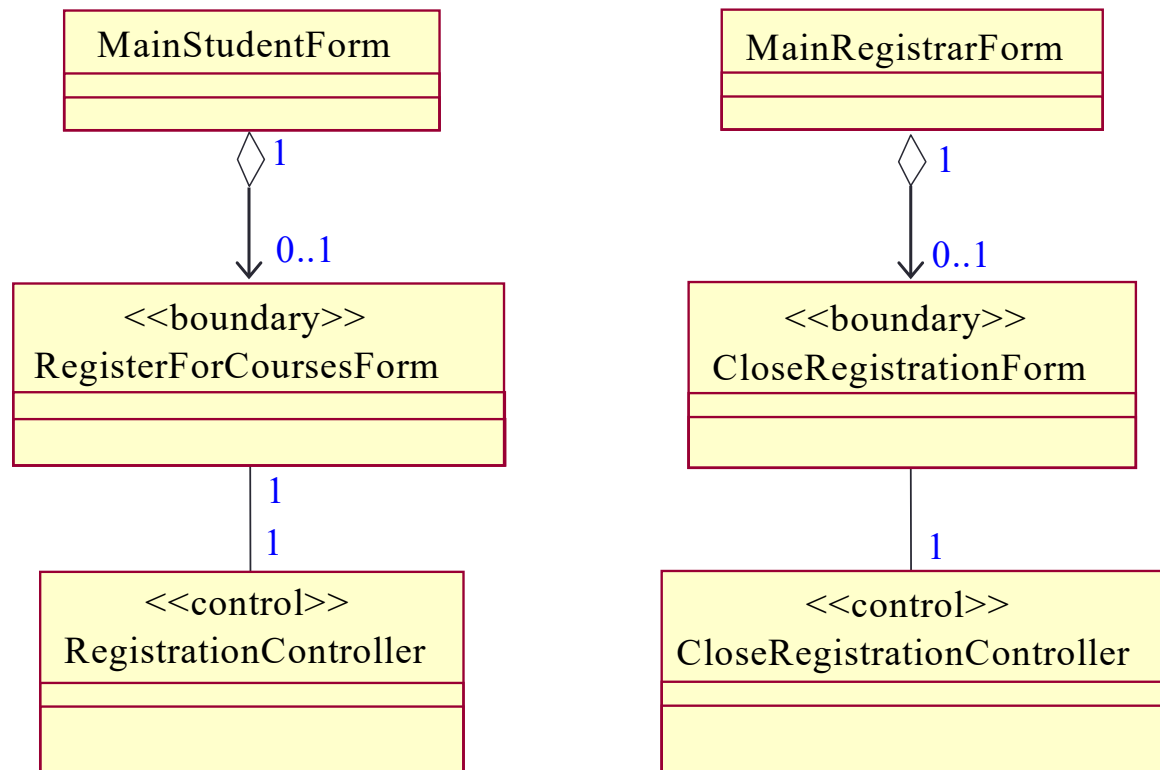 MainStudentForm
1
0..1
<<boundary>>
RegisterForCoursesForm
1
1
<<control>>
RegistrationController
MainRegistrarForm
1
0..1
<<boundary>>
CloseRegistrationForm
1
<<control>>
CloseRegistrationController